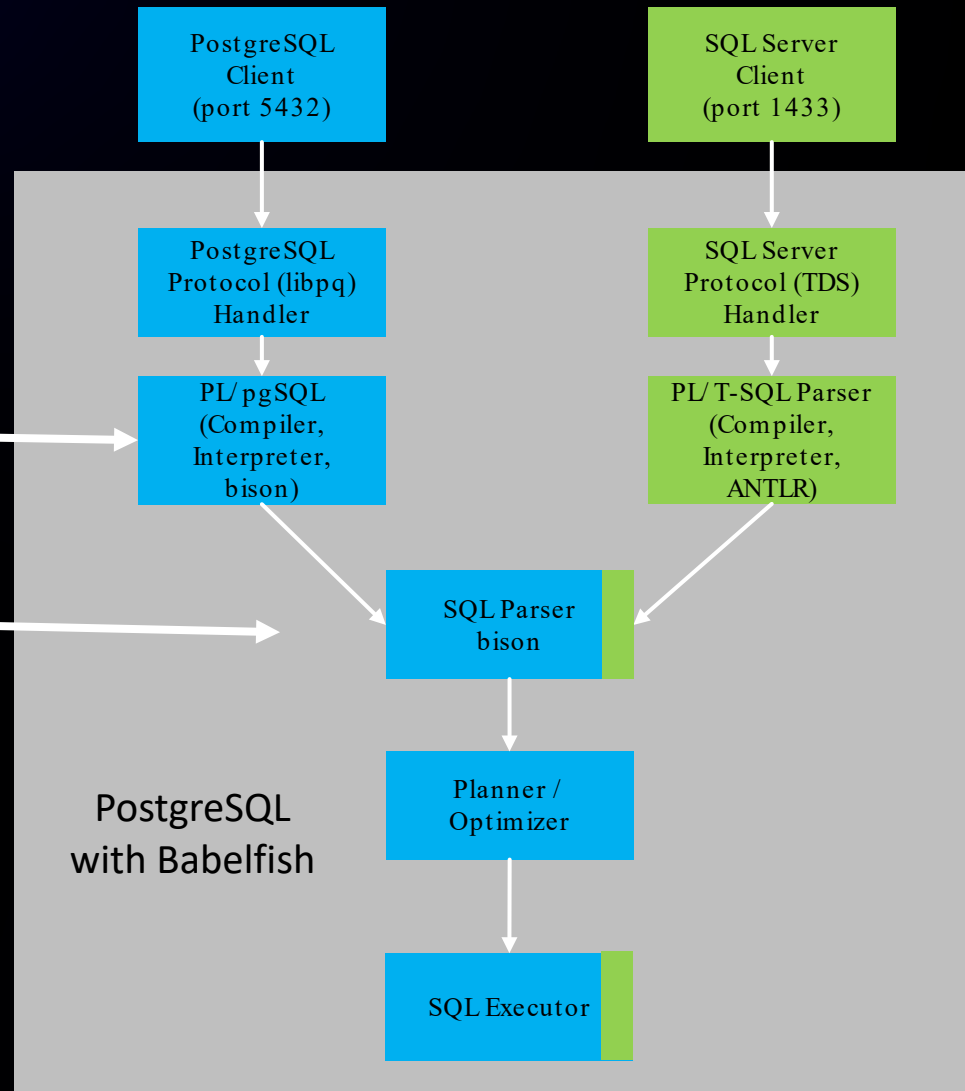 PostgreSQL
Client
(port 5432)
SQL Server
Client
(port 1433)
PostgreSQL
Protocol (libpq)
Handler
SQL Server
Protocol (TDS)
Handler
PL/pgSQL
(Compiler,
Interpreter,
bison)
PL/T-SQL Parser
(Compiler,
Interpreter,
ANTLR)
SQL Parser
bison
Planner /
Optimizer
PostgreSQL
with Babelfish
SQL Executor